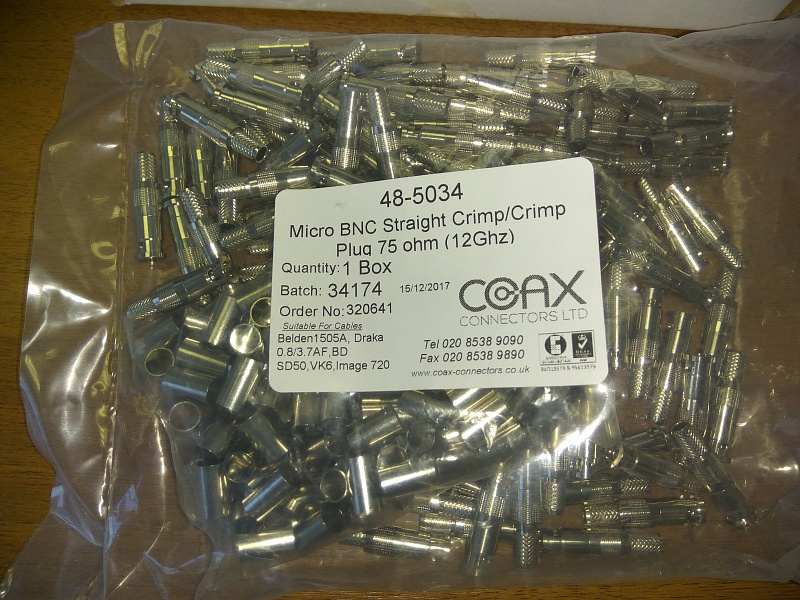 48-5034
Micro BNC Straight Crimp/Crimp
Plug 75 ohm (12Ghz)
Quantity: 1 Box
Batch: 34174 15/12/2017
Order No: 320641
COAX
CONNECTORS LTD
Suitable For Cables
Belden1505A, Draka
0.8/3.7AF,BD
SD50,VK6,Image 720
Tel 020 8538 9090
Fax 020 8538 9890
www.coax-connectors.co.uk